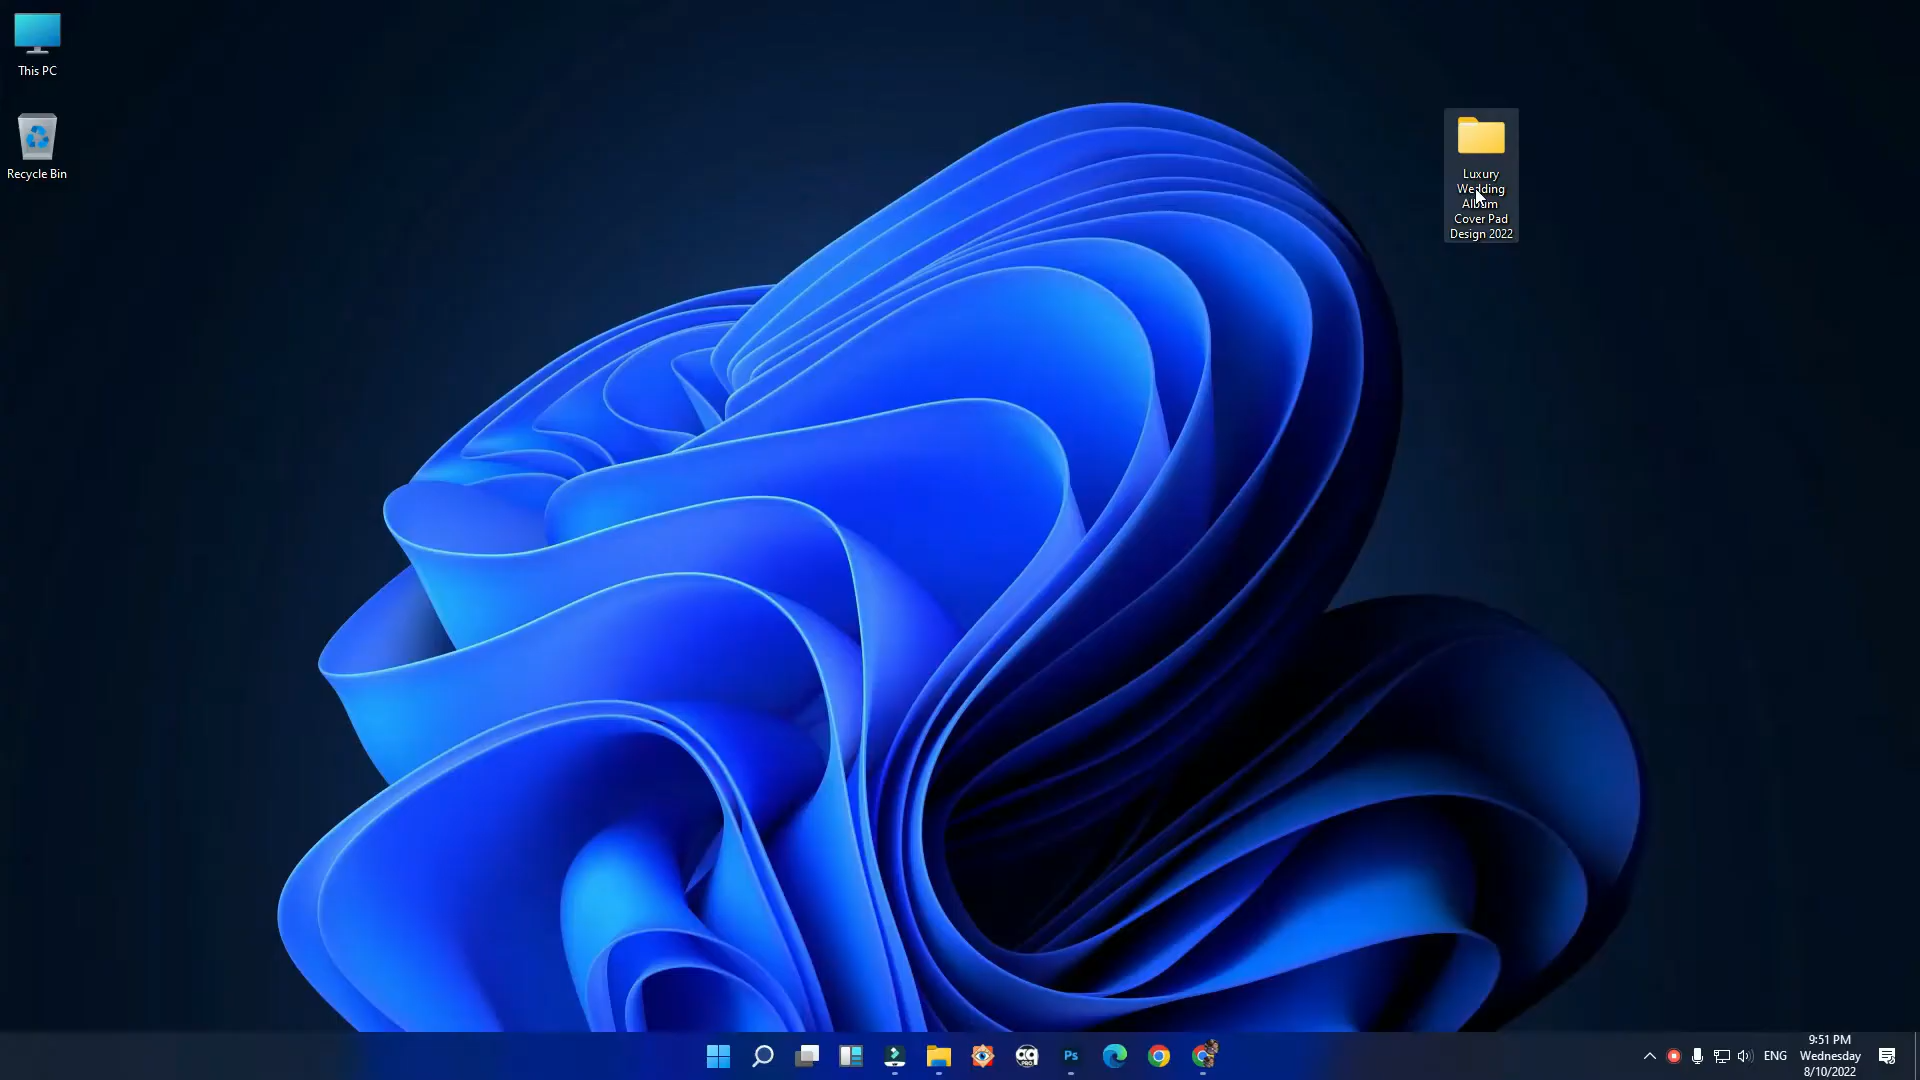 This PC
Recycle Bin
Luxury
Wedding
Album
Cover Pad
Design 2022
Ps
ENG
9:51 PM
Wednesday
8/10/2022